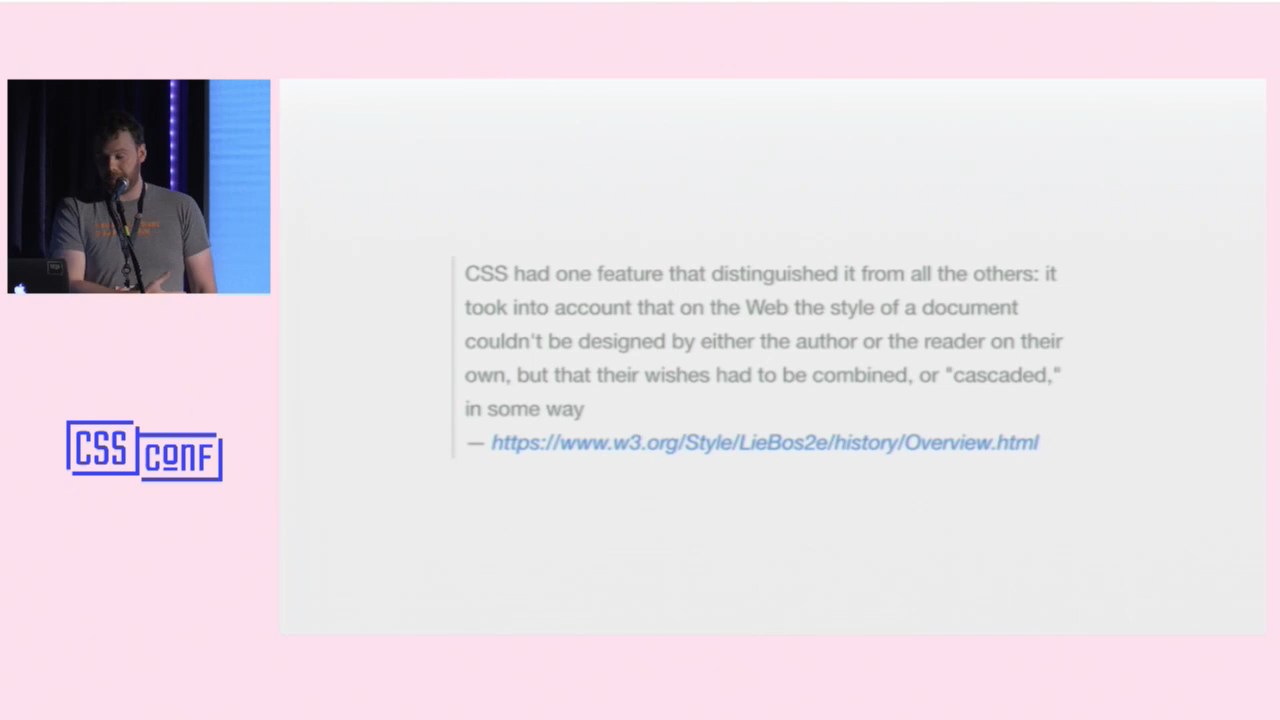 CSS had one feature that distinguished it from all the others: it
took into account that on the Web the style of a document
couldn't be designed by either the author or the reader on their
own, but that their wishes had to be combined, or "cascaded,"
in some way
— https://www.w3.org/Style/LieBos2e/history/Overview.html
CSS
conf